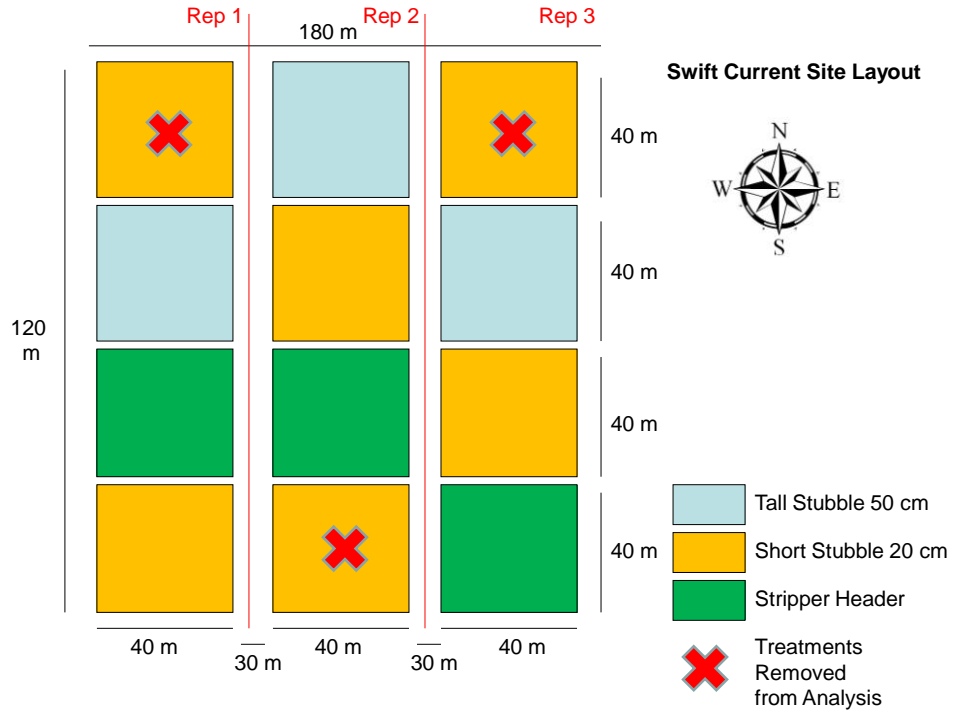 Rep 1
Rep 2
Rep 3
180 m
Swift Current Site Layout
N
W
E
S
40 m
40 m
120
m
40 m
40 m
Tall Stubble 50 cm
Short Stubble 20 cm
Stripper Header
Treatments
Removed
from Analysis
40 m
30 m
40 m
30 m
40 m